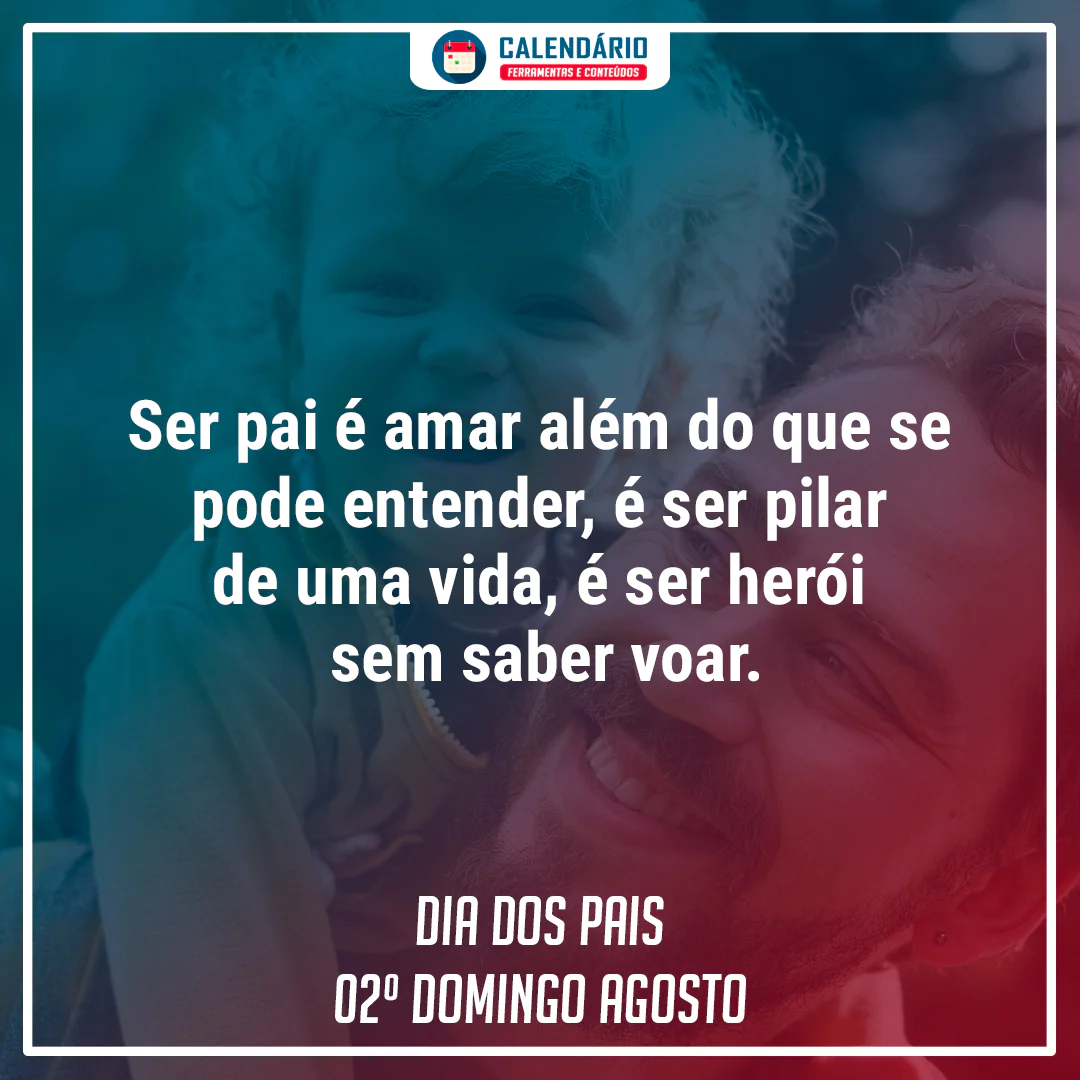 CALENDÁRIO
FERRAMENTAS E CONTEÚDOS
Ser pai é amar além do que se
pode entender, é ser pilar
de uma vida, é ser herói
sem saber voar.
DIA DOS PAIS
02º DOMINGO AGOSTO